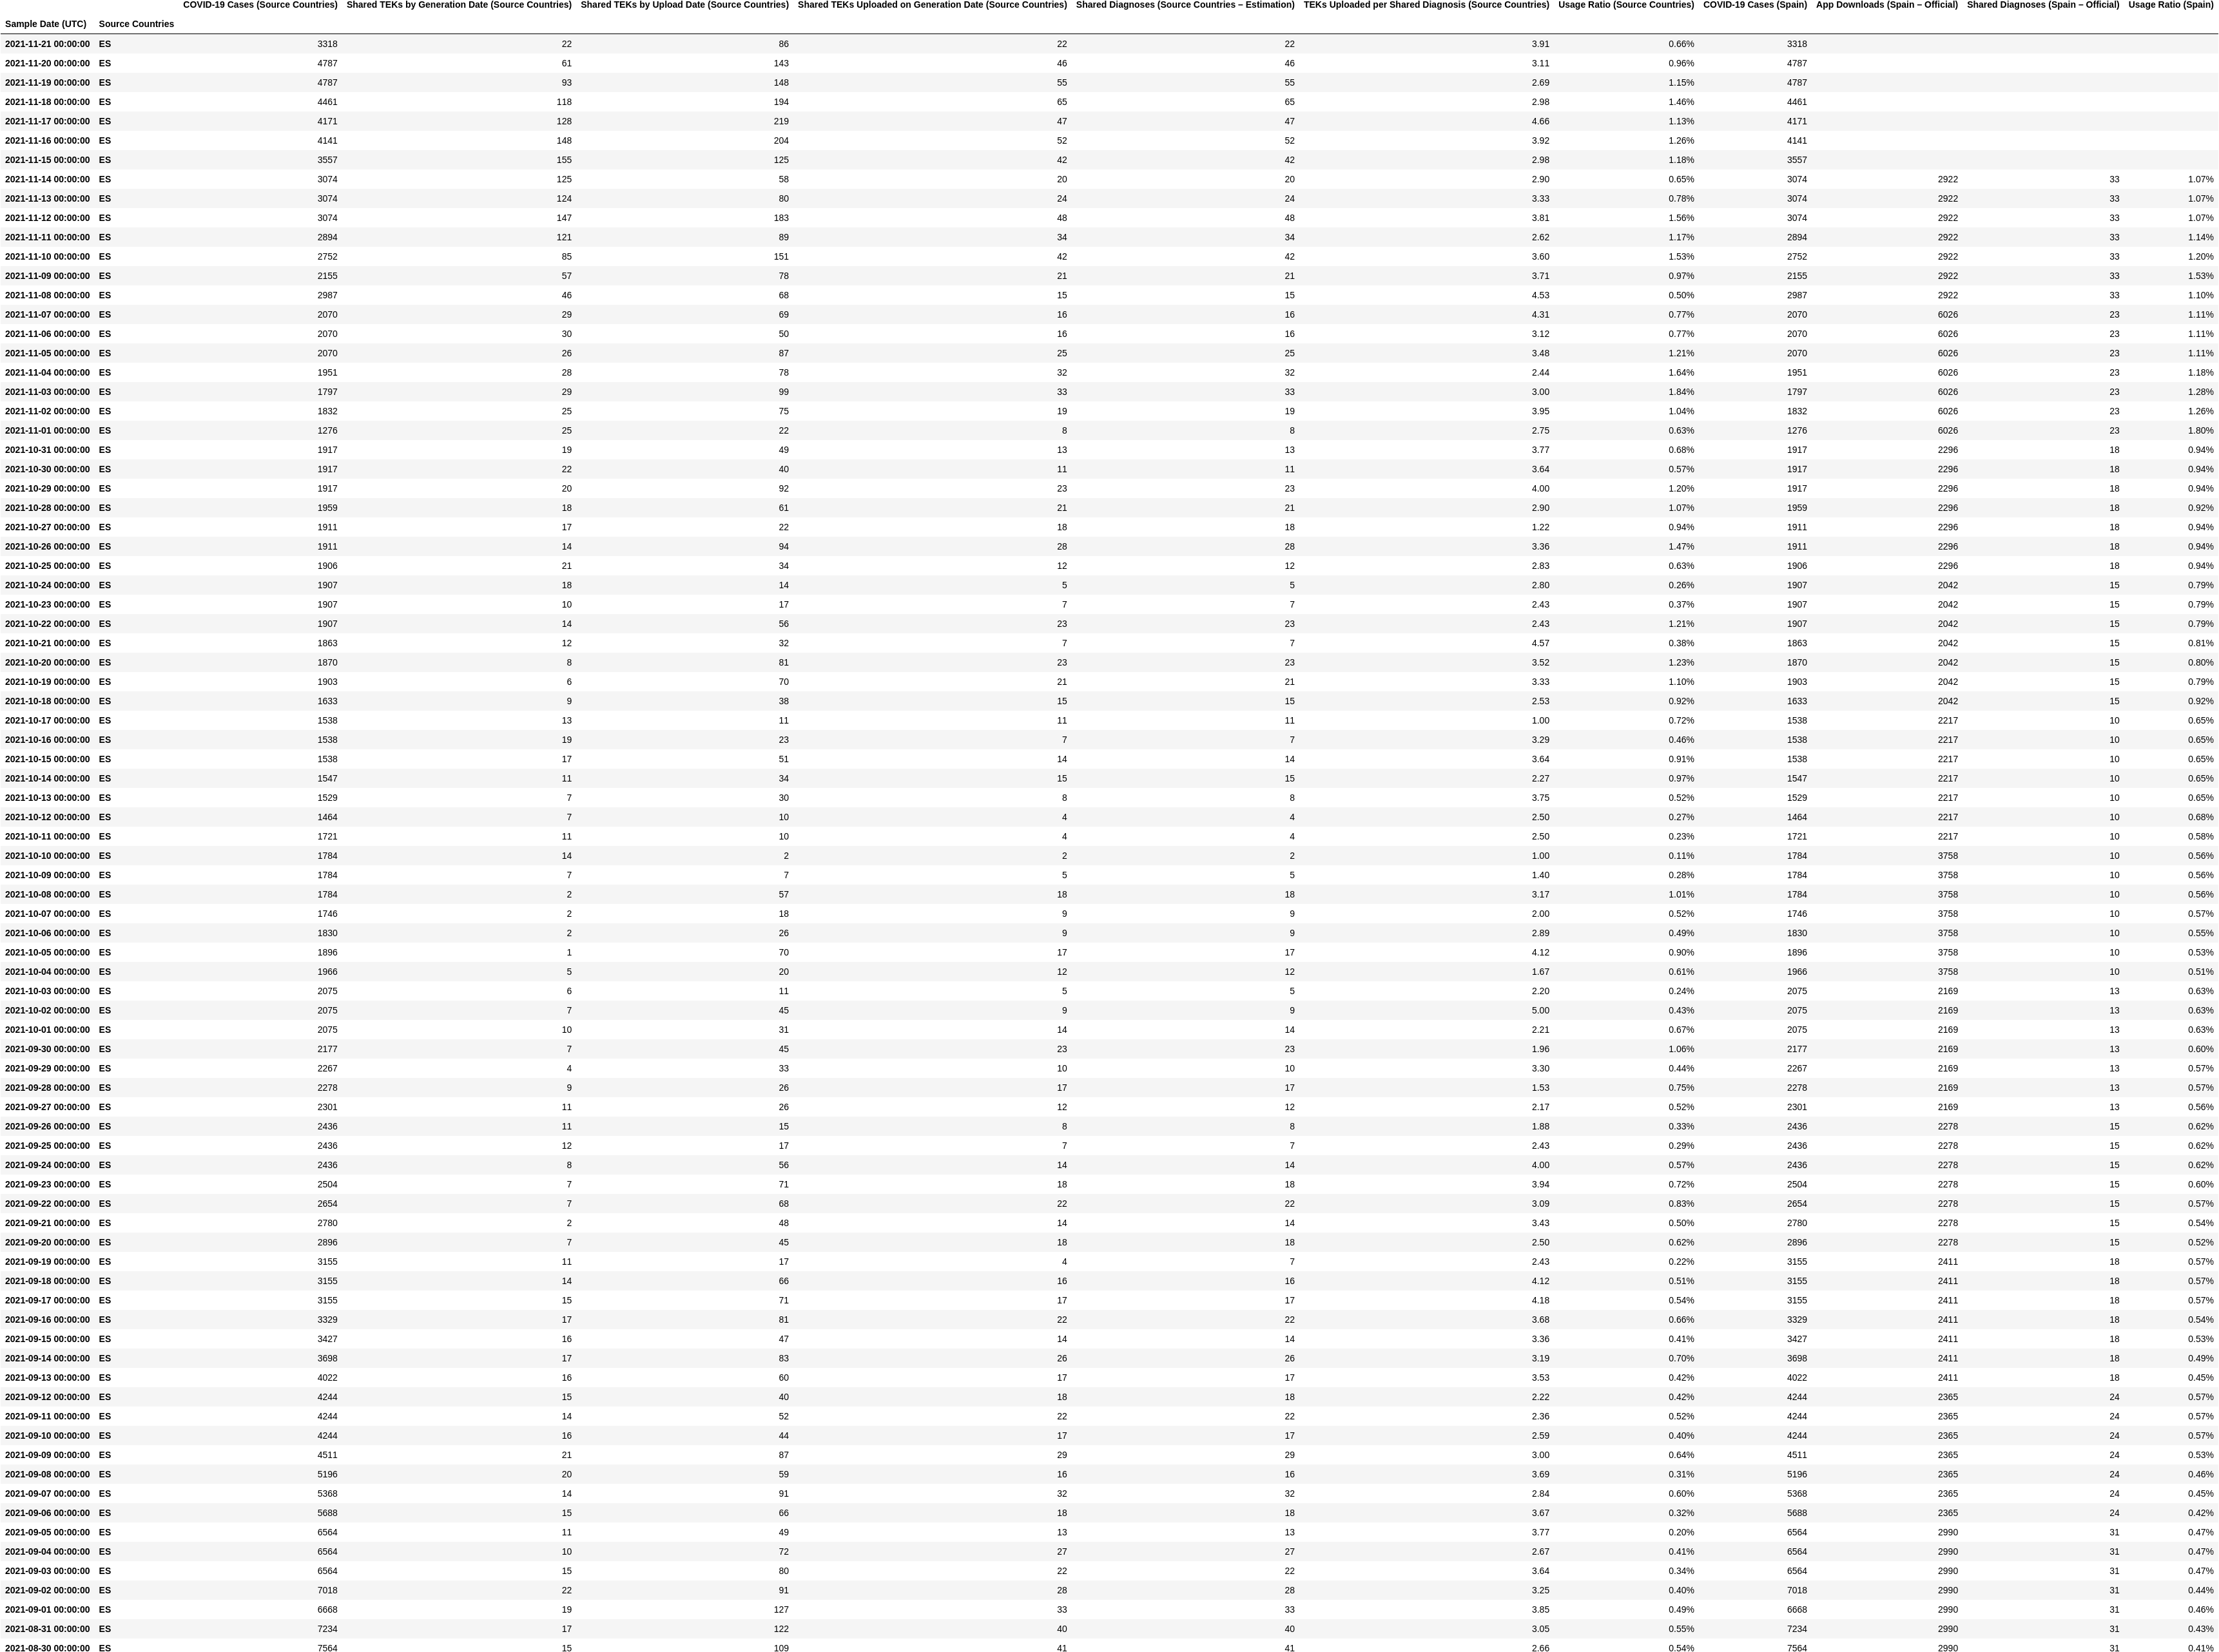 COVID-19 Cases (Source Countries) Shared TEKs by Generation Date (Source Countries) Shared TEKs by Upload Date (Source Countries) Shared TEKs Uploaded on Generation Date (Source Countries) Shared Diagnoses (Source Countries – Estimation) TEKs Uploaded per Shared Diagnosis (Source Countries) Usage Ratio (Source Countries) COVID-19 Cases (Spain) App Downloads (Spain – Official) Shared Diagnoses (Spain – Official) Usage Ratio (Spain)
Sample Date (UTC) Source Countries
2021-11-21 00:00:00 ES 3318 22 86 22 22 3.91 0.66% 3318
2021-11-20 00:00:00 ES 4787 61 143 46 46 3.11 0.96% 4787
2021-11-19 00:00:00 ES 4787 93 148 55 55 2.69 1.15% 4787
2021-11-18 00:00:00 ES 4461 118 194 65 65 2.98 1.46% 4461
2021-11-17 00:00:00 ES 4171 128 219 47 47 4.66 1.13% 4171
2021-11-16 00:00:00 ES 4141 148 204 52 52 3.92 1.26% 4141
2021-11-15 00:00:00 ES 3557 155 125 42 42 2.98 1.18% 3557
2021-11-14 00:00:00 ES 3074 125 58 20 20 2.90 0.65% 3074 2922 33 1.07%
2021-11-13 00:00:00 ES 3074 124 80 24 24 3.33 0.78% 3074 2922 33 1.07%
2021-11-12 00:00:00 ES 3074 147 183 48 48 3.81 1.56% 3074 2922 33 1.07%
2021-11-11 00:00:00 ES 2894 121 89 34 34 2.62 1.17% 2894 2922 33 1.14%
2021-11-10 00:00:00 ES 2752 85 151 42 42 3.60 1.53% 2752 2922 33 1.20%
2021-11-09 00:00:00 ES 2155 57 78 21 21 3.71 0.97% 2155 2922 33 1.53%
2021-11-08 00:00:00 ES 2987 46 68 15 15 4.53 0.50% 2987 2922 33 1.10%
2021-11-07 00:00:00 ES 2070 29 69 16 16 4.31 0.77% 2070 6026 23 1.11%
2021-11-06 00:00:00 ES 2070 30 50 16 16 3.12 0.77% 2070 6026 23 1.11%
2021-11-05 00:00:00 ES 2070 26 87 25 25 3.48 1.21% 2070 6026 23 1.11%
2021-11-04 00:00:00 ES 1951 28 78 32 32 2.44 1.64% 1951 6026 23 1.18%
2021-11-03 00:00:00 ES 1797 29 99 33 33 3.00 1.84% 1797 6026 23 1.28%
2021-11-02 00:00:00 ES 1832 25 75 19 19 3.95 1.04% 1832 6026 23 1.26%
2021-11-01 00:00:00 ES 1276 25 22 8 8 2.75 0.63% 1276 6026 23 1.80%
2021-10-31 00:00:00 ES 1917 19 49 13 13 3.77 0.68% 1917 2296 18 0.94%
2021-10-30 00:00:00 ES 1917 22 40 11 11 3.64 0.57% 1917 2296 18 0.94%
2021-10-29 00:00:00 ES 1917 20 92 23 23 4.00 1.20% 1917 2296 18 0.94%
2021-10-28 00:00:00 ES 1959 18 61 21 21 2.90 1.07% 1959 2296 18 0.92%
2021-10-27 00:00:00 ES 1911 17 22 18 18 1.22 0.94% 1911 2296 18 0.94%
2021-10-26 00:00:00 ES 1911 14 94 28 28 3.36 1.47% 1911 2296 18 0.94%
2021-10-25 00:00:00 ES 1906 21 34 12 12 2.83 0.63% 1906 2296 18 0.94%
2021-10-24 00:00:00 ES 1907 18 14 5 5 2.80 0.26% 1907 2042 15 0.79%
2021-10-23 00:00:00 ES 1907 10 17 7 7 2.43 0.37% 1907 2042 15 0.79%
2021-10-22 00:00:00 ES 1907 14 56 23 23 2.43 1.21% 1907 2042 15 0.79%
2021-10-21 00:00:00 ES 1863 12 32 7 7 4.57 0.38% 1863 2042 15 0.81%
2021-10-20 00:00:00 ES 1870 8 81 23 23 3.52 1.23% 1870 2042 15 0.80%
2021-10-19 00:00:00 ES 1903 6 70 21 21 3.33 1.10% 1903 2042 15 0.79%
2021-10-18 00:00:00 ES 1633 9 38 15 15 2.53 0.92% 1633 2042 15 0.92%
2021-10-17 00:00:00 ES 1538 13 11 11 11 1.00 0.72% 1538 2217 10 0.65%
2021-10-16 00:00:00 ES 1538 19 23 7 7 3.29 0.46% 1538 2217 10 0.65%
2021-10-15 00:00:00 ES 1538 17 51 14 14 3.64 0.91% 1538 2217 10 0.65%
2021-10-14 00:00:00 ES 1547 11 34 15 15 2.27 0.97% 1547 2217 10 0.65%
2021-10-13 00:00:00 ES 1529 7 30 8 8 3.75 0.52% 1529 2217 10 0.65%
2021-10-12 00:00:00 ES 1464 7 10 4 4 2.50 0.27% 1464 2217 10 0.68%
2021-10-11 00:00:00 ES 1721 11 10 4 4 2.50 0.23% 1721 2217 10 0.58%
2021-10-10 00:00:00 ES 1784 14 2 2 2 1.00 0.11% 1784 3758 10 0.56%
2021-10-09 00:00:00 ES 1784 7 7 5 5 1.40 0.28% 1784 3758 10 0.56%
2021-10-08 00:00:00 ES 1784 2 57 18 18 3.17 1.01% 1784 3758 10 0.56%
2021-10-07 00:00:00 ES 1746 2 18 9 9 2.00 0.52% 1746 3758 10 0.57%
2021-10-06 00:00:00 ES 1830 2 26 9 9 2.89 0.49% 1830 3758 10 0.55%
2021-10-05 00:00:00 ES 1896 1 70 17 17 4.12 0.90% 1896 3758 10 0.53%
2021-10-04 00:00:00 ES 1966 5 20 12 12 1.67 0.61% 1966 3758 10 0.51%
2021-10-03 00:00:00 ES 2075 6 11 5 5 2.20 0.24% 2075 2169 13 0.63%
2021-10-02 00:00:00 ES 2075 7 45 9 9 5.00 0.43% 2075 2169 13 0.63%
2021-10-01 00:00:00 ES 2075 10 31 14 14 2.21 0.67% 2075 2169 13 0.63%
2021-09-30 00:00:00 ES 2177 7 45 23 23 1.96 1.06% 2177 2169 13 0.60%
2021-09-29 00:00:00 ES 2267 4 33 10 10 3.30 0.44% 2267 2169 13 0.57%
2021-09-28 00:00:00 ES 2278 9 26 17 17 1.53 0.75% 2278 2169 13 0.57%
2021-09-27 00:00:00 ES 2301 11 26 12 12 2.17 0.52% 2301 2169 13 0.56%
2021-09-26 00:00:00 ES 2436 11 15 8 8 1.88 0.33% 2436 2278 15 0.62%
2021-09-25 00:00:00 ES 2436 12 17 7 7 2.43 0.29% 2436 2278 15 0.62%
2021-09-24 00:00:00 ES 2436 8 56 14 14 4.00 0.57% 2436 2278 15 0.62%
2021-09-23 00:00:00 ES 2504 7 71 18 18 3.94 0.72% 2504 2278 15 0.60%
2021-09-22 00:00:00 ES 2654 7 68 22 22 3.09 0.83% 2654 2278 15 0.57%
2021-09-21 00:00:00 ES 2780 2 48 14 14 3.43 0.50% 2780 2278 15 0.54%
2021-09-20 00:00:00 ES 2896 7 45 18 18 2.50 0.62% 2896 2278 15 0.52%
2021-09-19 00:00:00 ES 3155 11 17 4 7 2.43 0.22% 3155 2411 18 0.57%
2021-09-18 00:00:00 ES 3155 14 66 16 16 4.12 0.51% 3155 2411 18 0.57%
2021-09-17 00:00:00 ES 3155 15 71 17 17 4.18 0.54% 3155 2411 18 0.57%
2021-09-16 00:00:00 ES 3329 17 81 22 22 3.68 0.66% 3329 2411 18 0.54%
2021-09-15 00:00:00 ES 3427 16 47 14 14 3.36 0.41% 3427 2411 18 0.53%
2021-09-14 00:00:00 ES 3698 17 83 26 26 3.19 0.70% 3698 2411 18 0.49%
2021-09-13 00:00:00 ES 4022 16 60 17 17 3.53 0.42% 4022 2411 18 0.45%
2021-09-12 00:00:00 ES 4244 15 40 18 18 2.22 0.42% 4244 2365 24 0.57%
2021-09-11 00:00:00 ES 4244 14 52 22 22 2.36 0.52% 4244 2365 24 0.57%
2021-09-10 00:00:00 ES 4244 16 44 17 17 2.59 0.40% 4244 2365 24 0.57%
2021-09-09 00:00:00 ES 4511 21 87 29 29 3.00 0.64% 4511 2365 24 0.53%
2021-09-08 00:00:00 ES 5196 20 59 16 16 3.69 0.31% 5196 2365 24 0.46%
2021-09-07 00:00:00 ES 5368 14 91 32 32 2.84 0.60% 5368 2365 24 0.45%
2021-09-06 00:00:00 ES 5688 15 66 18 18 3.67 0.32% 5688 2365 24 0.42%
2021-09-05 00:00:00 ES 6564 11 49 13 13 3.77 0.20% 6564 2990 31 0.47%
2021-09-04 00:00:00 ES 6564 10 72 27 27 2.67 0.41% 6564 2990 31 0.47%
2021-09-03 00:00:00 ES 6564 15 80 22 22 3.64 0.34% 6564 2990 31 0.47%
2021-09-02 00:00:00 ES 7018 22 91 28 28 3.25 0.40% 7018 2990 31 0.44%
2021-09-01 00:00:00 ES 6668 19 127 33 33 3.85 0.49% 6668 2990 31 0.46%
2021-08-31 00:00:00 ES 7234 17 122 40 40 3.05 0.55% 7234 2990 31 0.43%
2021-08-30 00:00:00 ES 7564 15 109 41 41 2.66 0.54% 7564 2990 31 0.41%